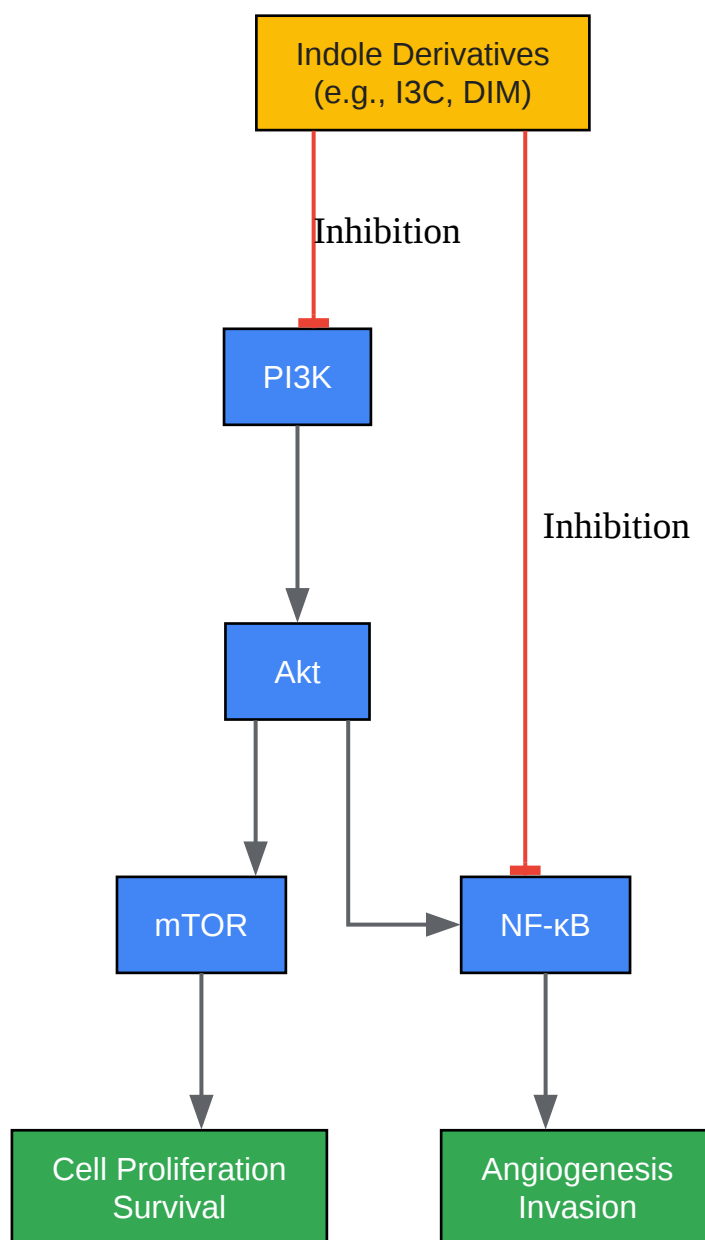 Indole Derivatives
(e.g., I3C, DIM)
Inhibition
PI3K
Inhibition
Akt
mTOR
NF-κB
Cell Proliferation
Survival
Angiogenesis
Invasion